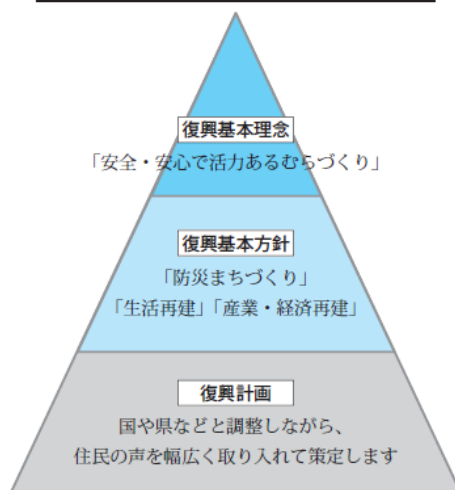 復興基本理念
「安全・安心で活力あるむらづくり」
復興基本方針
「防災まちづくり」
「生活再建」「産業・経済再建」
復興計画
国や県などと調整しながら、
住民の声を幅広く取り入れて策定します